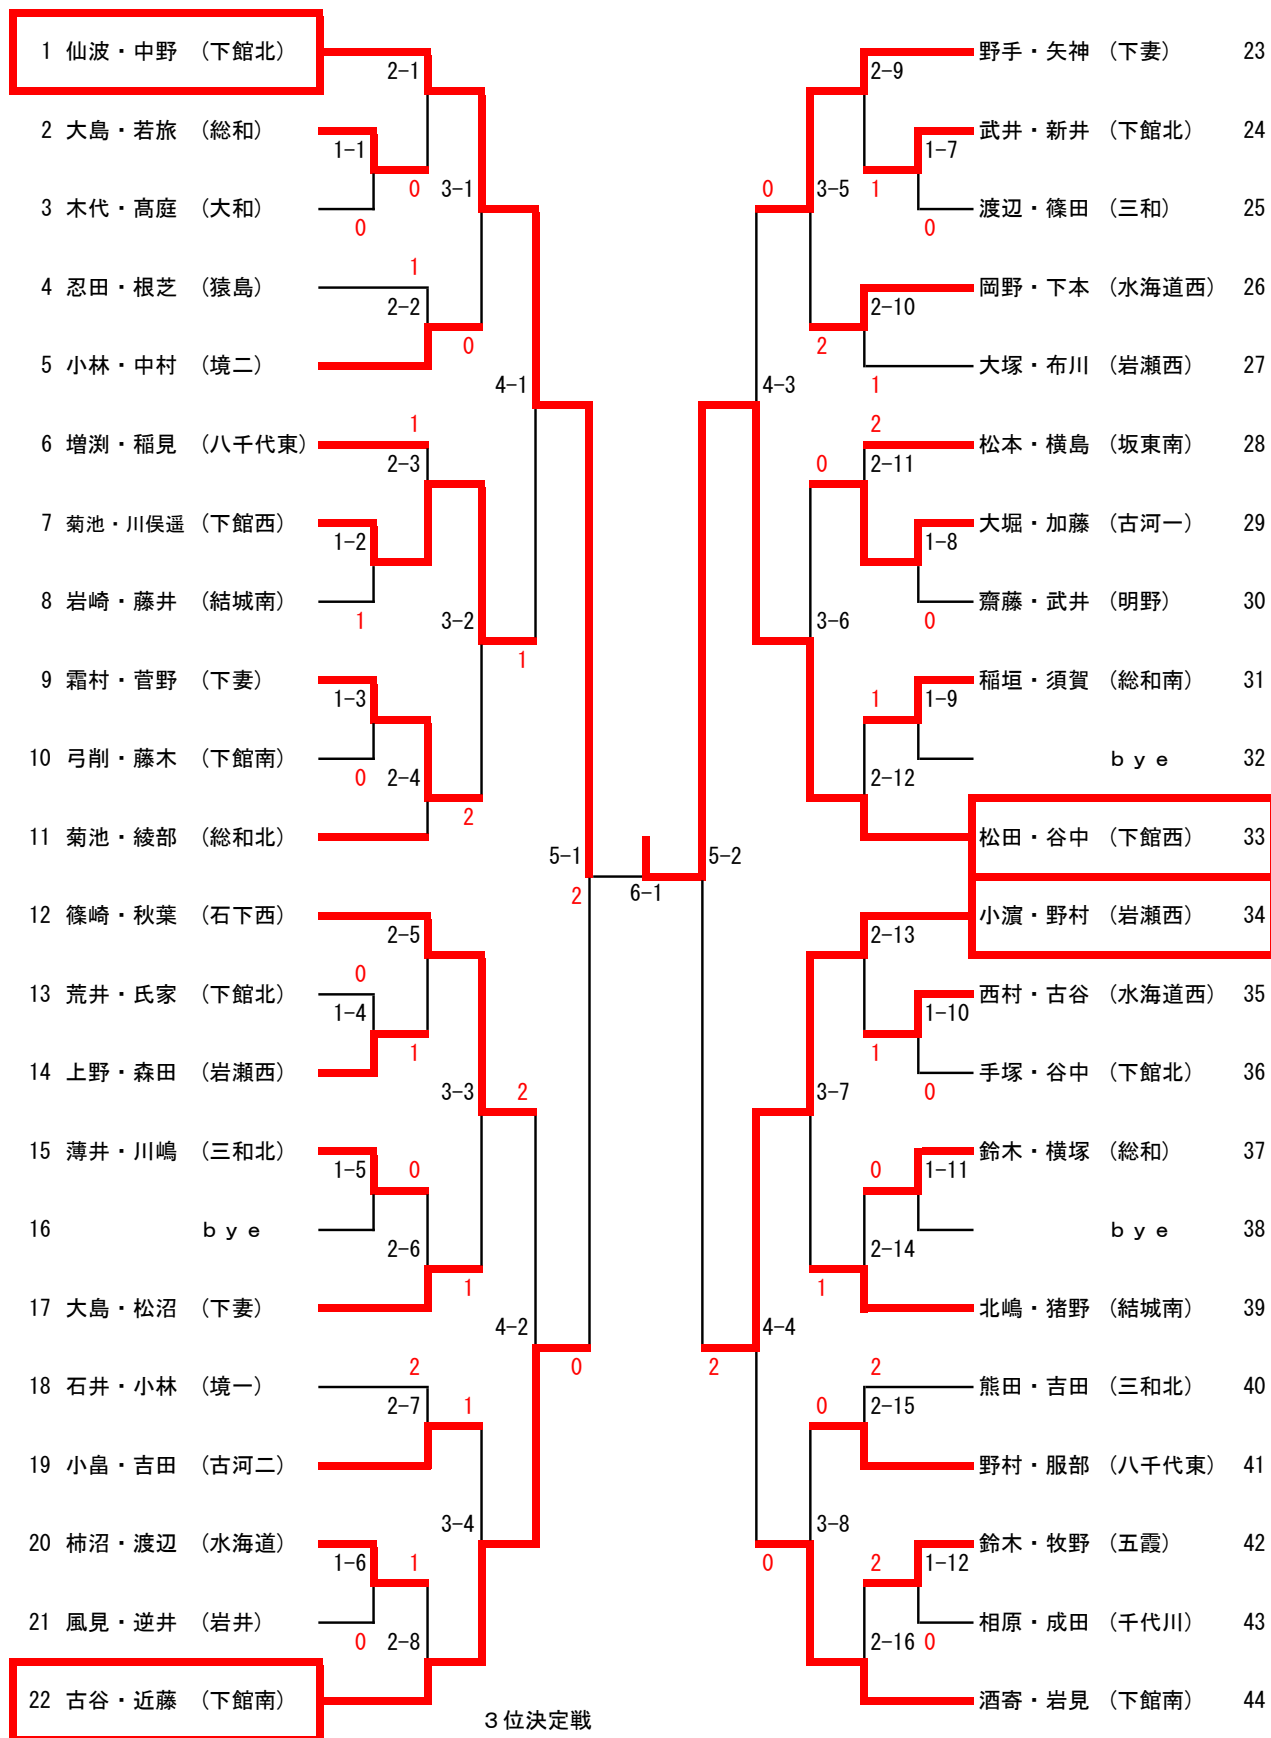 1 仙波・中野 （下館北）
2-1
2 大島・若旅 （総和）
1-1
0
3-1
3 木代・髙庭 （大和）
0
1
4 忍田・根芝 （猿島）
2-2
0
5 小林・中村 （境二）
4-1
1
6 増渕・稲見 （八千代東）
2-3
7 菊池・川俣遥 （下館西）
1-2
8 岩崎・藤井 （結城南）
1
3-2
1
9 霜村・菅野 （下妻）
1-3
10 弓削・藤木 （下館南）
0
2-4
2
11 菊池・綾部 （総和北）
5-1
2
12 篠崎・秋葉 （石下西）
2-5
0
13 荒井・氏家 （下館北）
1-4
1
14 上野・森田 （岩瀬西）
3-3
2
15 薄井・川嶋 （三和北）
1-5
0
16 ｂｙｅ
2-6
1
17 大島・松沼 （下妻）
4-2
0
2
18 石井・小林 （境一）
2-7
1
19 小畠・吉田 （古河二）
3-4
20 柿沼・渡辺 （水海道）
1-6
1
21 風見・逆井 （岩井）
0
2-8
22 古谷・近藤 （下館南）
３位決定戦
6-1
野手・矢神 （下妻） 23
2-9
武井・新井 （下館北） 24
1-7
0
3-5
1
渡辺・篠田 （三和） 25
0
岡野・下本 （水海道西） 26
2-10
2
大塚・布川 （岩瀬西） 27
4-3
1
2
松本・横島 （坂東南） 28
0
2-11
大堀・加藤 （古河一） 29
1-8
齋藤・武井 （明野） 30
3-6
0
稲垣・須賀 （総和南） 31
1
1-9
ｂｙｅ 32
2-12
松田・谷中 （下館西） 33
5-2
小濵・野村 （岩瀬西） 34
2-13
西村・古谷 （水海道西） 35
1-10
1
手塚・谷中 （下館北） 36
3-7
0
鈴木・横塚 （総和） 37
0
1-11
ｂｙｅ 38
2-14
1
北嶋・猪野 （結城南） 39
4-4
2
2
熊田・吉田 （三和北） 40
0
2-15
野村・服部 （八千代東） 41
3-8
鈴木・牧野 （五霞） 42
0
2
1-12
相原・成田 （千代川） 43
2-16
0
酒寄・岩見 （下館南） 44